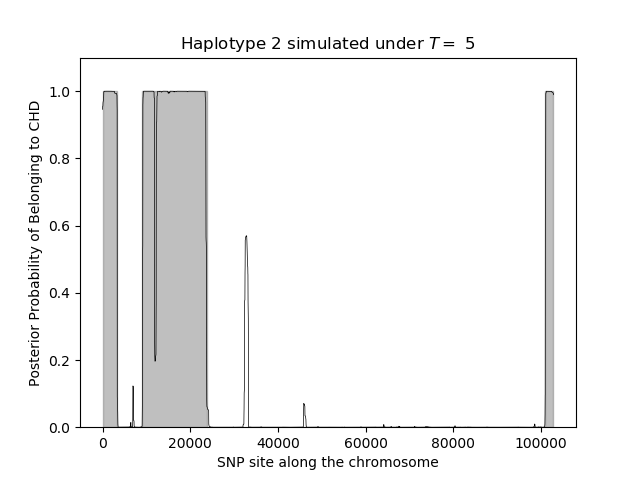 Haplotype 2 simulated under T = 5
Posterior Probability of Belonging to CHD
1.0
0.8
0.6
0.4
0.2
0.0
0 20000 40000 60000 80000 100000
SNP site along the chromosome